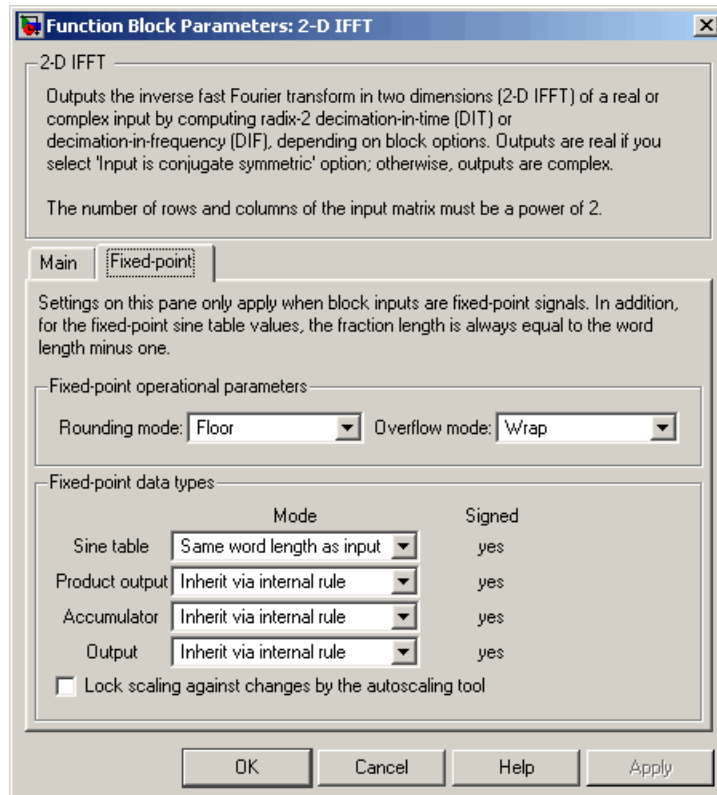 Function Block Parameters: 2-D IFFT
2-D IFFT
Outputs the inverse fast Fourier transform in two dimensions (2-D IFFT) of a real or
complex input by computing radix-2 decimation-in-time (DIT) or
decimation-in-frequency (DIF), depending on block options. Outputs are real if you
select 'Input is conjugate symmetric' option; otherwise, outputs are complex.
The number of rows and columns of the input matrix must be a power of 2.
Main Fixed-point
Settings on this pane only apply when block inputs are fixed-point signals. In addition,
for the fixed-point sine table values, the fraction length is always equal to the word
length minus one.
Fixed-point operational parameters
Rounding mode: Floor Overflow mode: Wrap
Fixed-point data types
Mode Signed
Sine table Same word length as input yes
Product output Inherit via internal rule yes
Accumulator Inherit via internal rule yes
Output Inherit via internal rule yes
Lock scaling against changes by the autoscaling tool
OK Cancel Help Apply